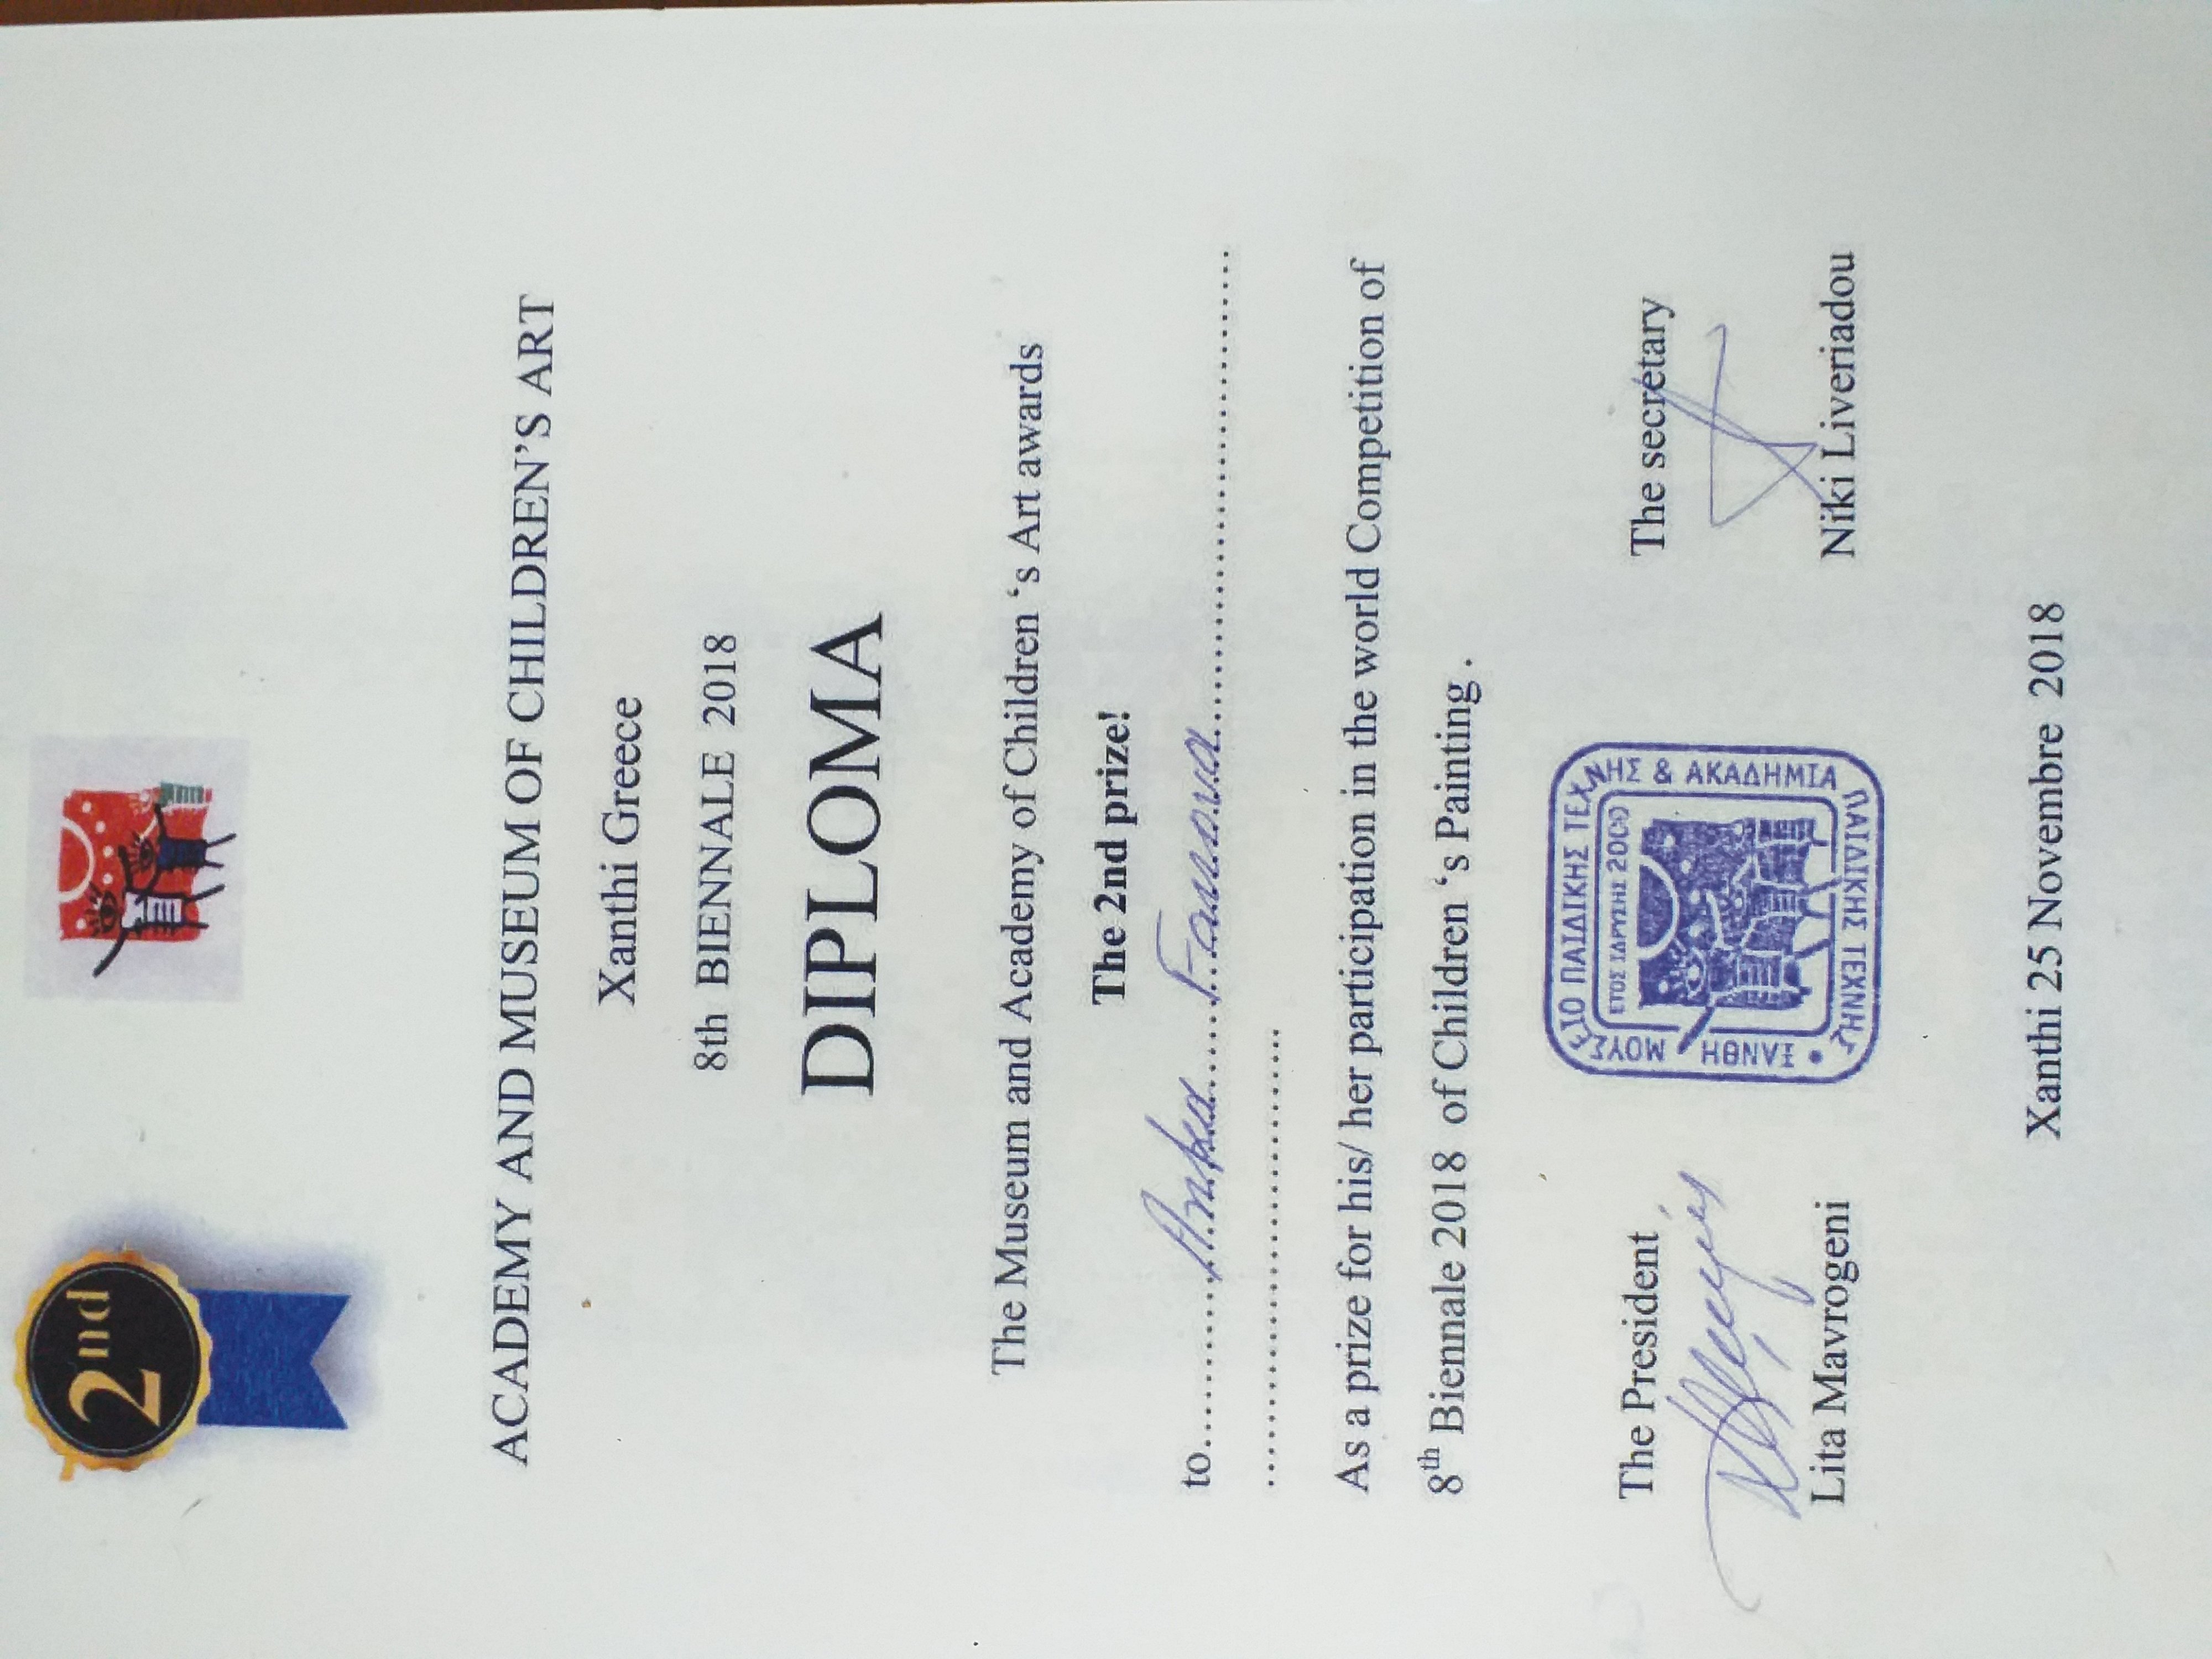 2nd
ACADEMY AND MUSEUM OF CHILDREN'S ART
Xanthi Greece
8th BIENNALE 2018
DIPLOMA
The Museum and Academy of Children ‘s Art awards
The 2nd prize!
to
As a prize for his/ her participation in the world Competition of
8th Biennale 2018 of Children ‘s Painting .
The President
The secretary
ΜΟΥΣΕΙΟ ΠΑΙΔΙΚΗΣ ΤΕΧΝΗΣ & ΑΚΑΔΗΜΙΑ ΠΑΙΔΙΚΗΣ ΤΕΧΝΗΣ • ΞΑΝΘΗ
ΕΤΟΣ ΙΔΡΥΣΗΣ 2000
Lita Mavrogeni
Niki Liveriadou
Xanthi 25 Novembre 2018